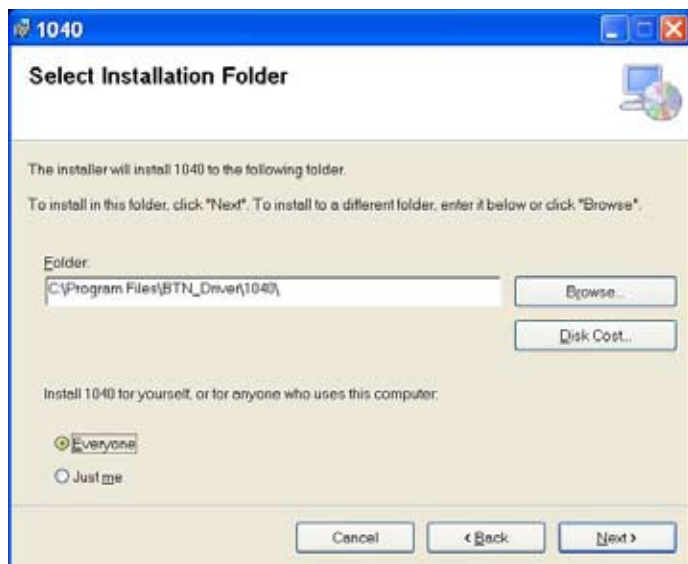 1040
Select Installation Folder
The installer will install 1040 to the following folder.
To install in this folder, click "Next". To install to a different folder, enter it below or click "Browse".
Folder:
C:\Program Files\BTN_Driver\1040\
Browse...
Disk Cost...
Install 1040 for yourself, or for anyone who uses this computer:
Everyone
Just me
Cancel
< Back
Next >